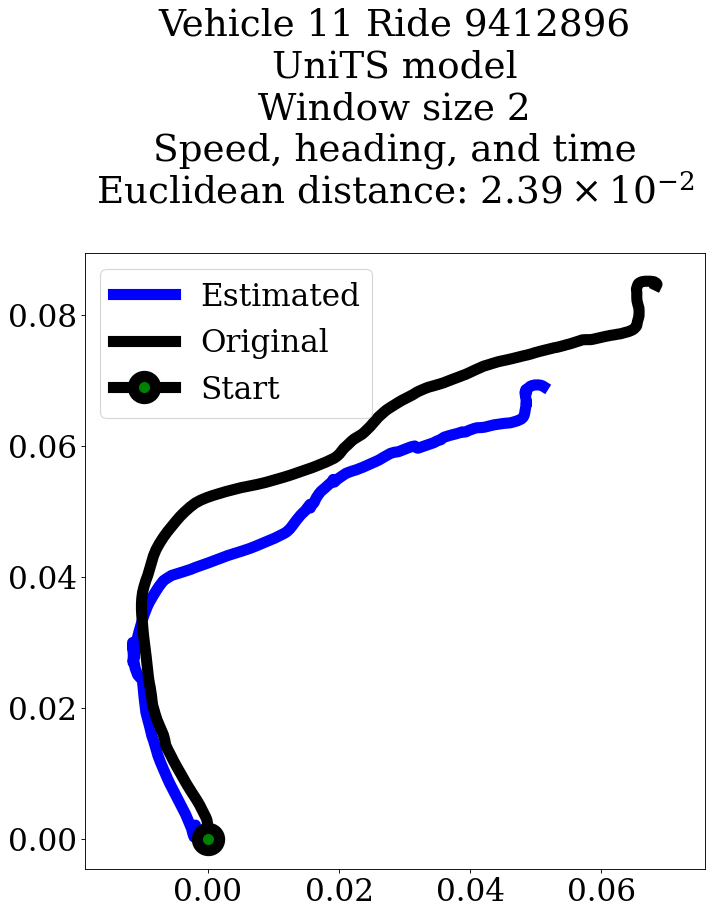 Vehicle 11 Ride 9412896
UniTS model
Window size 2
Speed, heading, and time
Euclidean distance: 2.39 × 10⁻²
Estimated
Original
Start
0.08
0.06
0.04
0.02
0.00
0.00 0.02 0.04 0.06